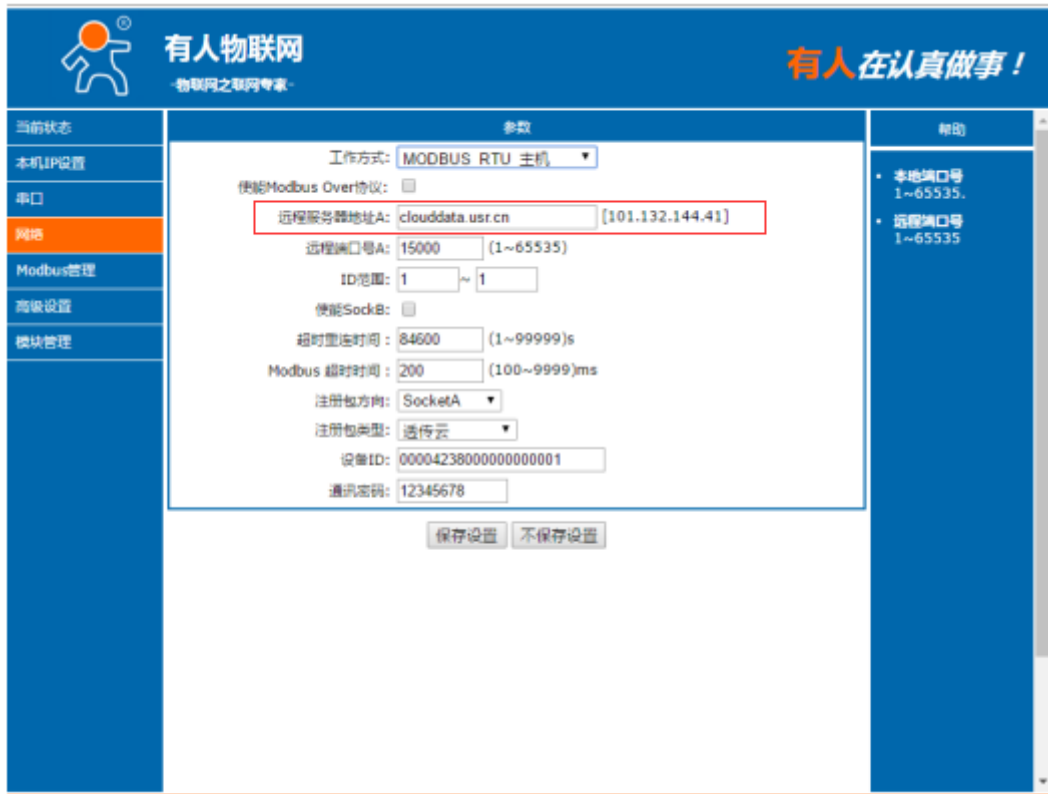 ®
有人物联网
-物联网之联网专家-
有人在认真做事！
当前状态
本机IP设置
串口
网络
Modbus管理
高级设置
模块管理
参数
工作方式: MODBUS RTU 主机
使能Modbus Over协议:
远程服务器地址A: clouddata.usr.cn [101.132.144.41]
远程端口号A: 15000 (1~65535)
ID范围: 1 ~ 1
使能SockB:
超时重连时间 : 84600 (1~99999)s
Modbus 超时时间 : 200 (100~9999)ms
注册包方向: SocketA
注册包类型: 透传云
设备ID: 00004238000000000001
通讯密码: 12345678
保存设置 不保存设置
帮助
• 本地端口号
1~65535.
• 远程端口号
1~65535